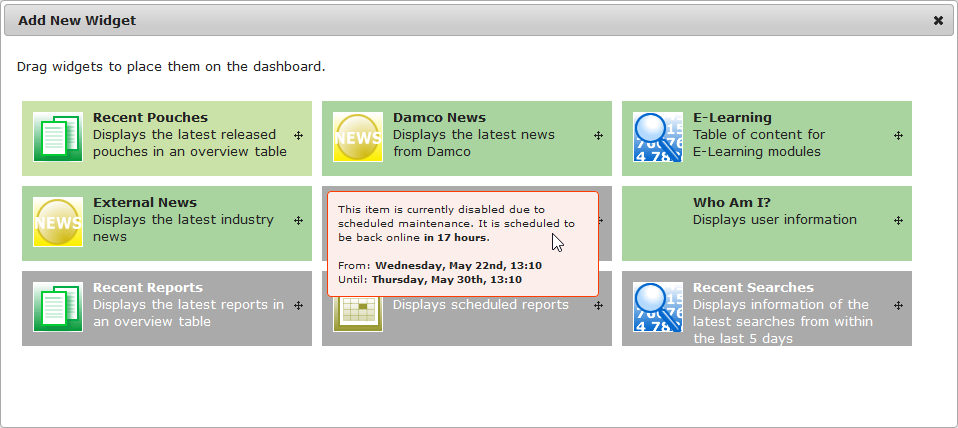 Add New Widget
Drag widgets to place them on the dashboard.
Recent Pouches
Displays the latest released
pouches in an overview table
NEWS
Damco News
Displays the latest news
from Damco
E-Learning
Table of content for
E-Learning modules
NEWS
External News
Displays the latest industry
news
This item is currently disabled due to
scheduled maintenance. It is scheduled to
be back online in 17 hours.
From: Wednesday, May 22nd, 13:10
Until: Thursday, May 30th, 13:10
Who Am I?
Displays user information
Recent Reports
Displays the latest reports in
an overview table
Displays scheduled reports
Recent Searches
Displays information of the
latest searches from within
the last 5 days